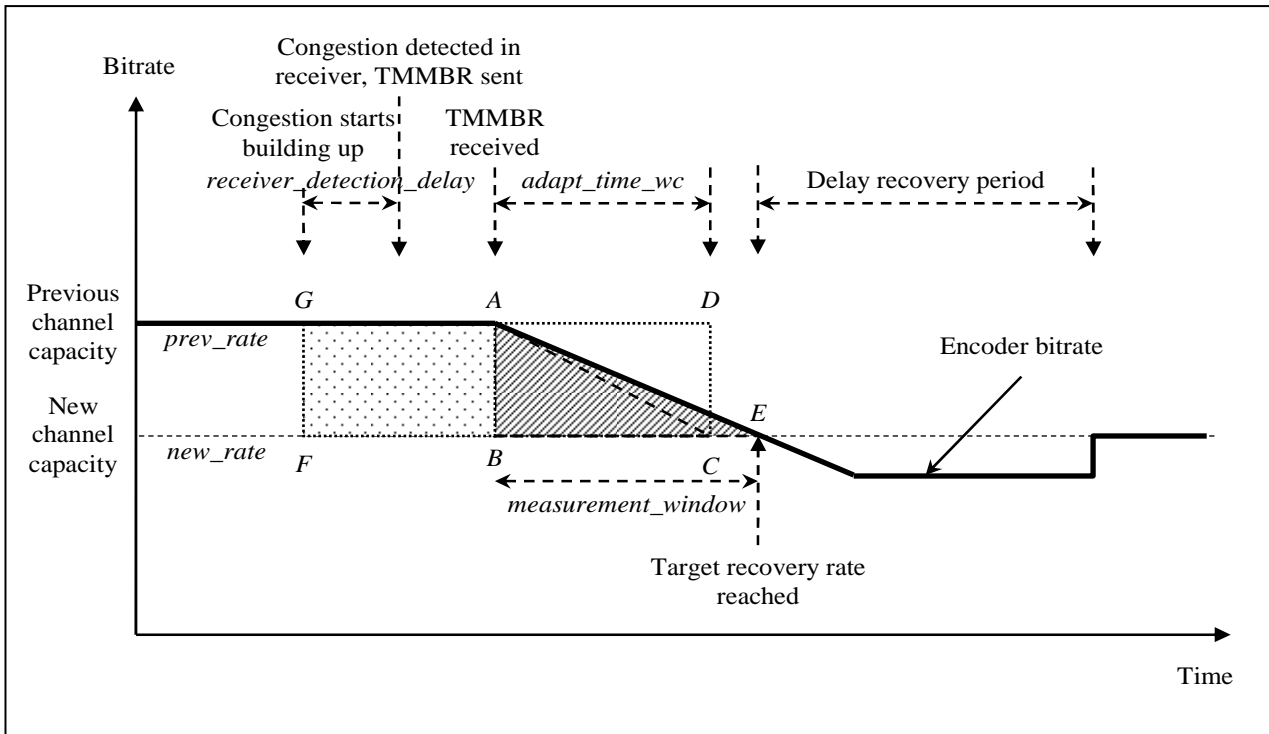 Congestion detected in
receiver, TMMBR sent
Bitrate
Congestion starts
building up
TMMBR
received
receiver_detection_delay
adapt_time_wc
Delay recovery period
Previous
channel
capacity
G
A
D
prev_rate
Encoder bitrate
New
channel
capacity
E
new_rate
F
B
C
measurement_window
Target recovery rate
reached
Time